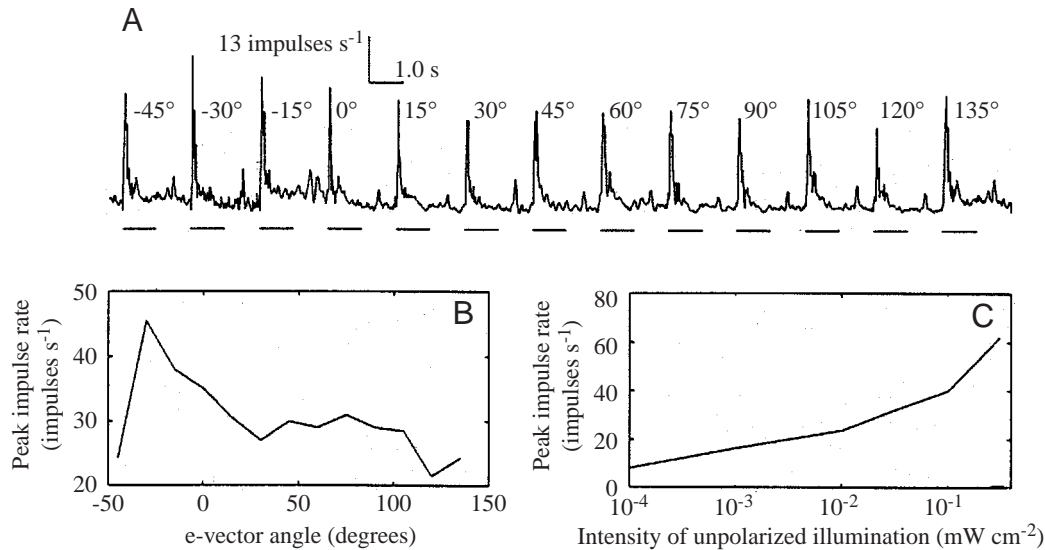 A
13 impulses s-1
1.0 s
-45° -30° -15° 0° 15° 30° 45° 60° 75° 90° 105° 120° 135°
B
Peak impulse rate
(impulses s-1)
50
40
30
20
-50 0 50 100 150
e-vector angle (degrees)
C
Peak impulse rate
(impulses s-1)
80
60
40
20
0
10-4 10-3 10-2 10-1
Intensity of unpolarized illumination (mW cm-2)